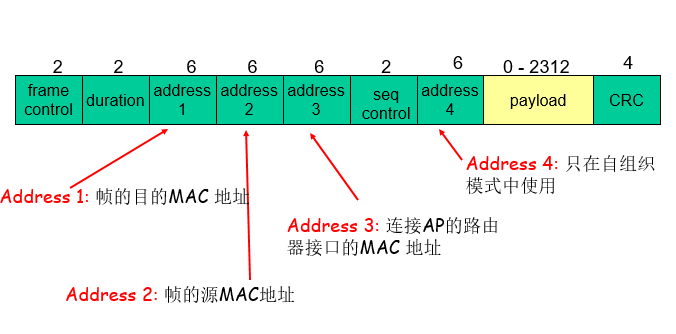 2 2 6 6 6 2 6 0 - 2312 4
frame control duration address 1 address 2 address 3 seq control address 4 payload CRC
Address 4: 只在自组织
模式中使用
Address 1: 帧的目的MAC 地址
Address 3: 连接AP的路由
器接口的MAC 地址
Address 2: 帧的源MAC地址